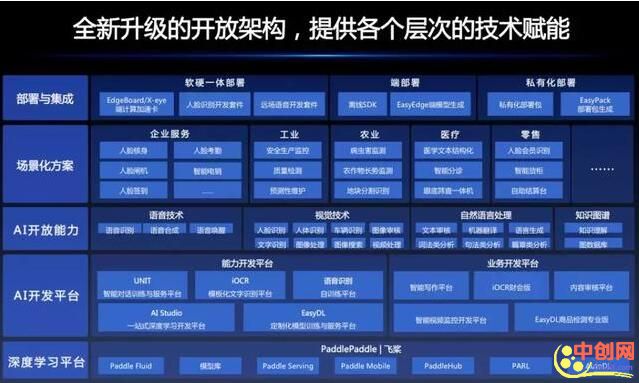 全新升级的开放架构，提供各个层次的技术赋能
部署与集成
软硬一体部署
端部署
私有化部署
EdgeBoard/X-eye
端计算加速卡
人脸识别开发套件
远场语音开发套件
离线SDK
EasyEdge端模型生成
私有化部署包
EasyPack
部署包生成
场景化方案
企业服务
工业
农业
医疗
零售
人脸核身
人脸考勤
安全生产监控
病虫害监测
医学文本结构化
人脸会员识别
人脸闸机
智能电销
质量检测
农作物长势监测
智能分诊
智能货柜
......
人脸签到
......
预测性维护
地块分割识别
眼底筛查一体机
自助结算台
AI开放能力
语音技术
视觉技术
自然语言处理
知识图谱
语音识别
语音合成
语音唤醒
人脸识别
人体识别
车辆识别
图像审核
文本审核
机器翻译
语言生成
知识理解
文字识别
图像处理
图像搜索
视频处理
词法类分析
句法类分析
篇章类分析
图数据库
AI开发平台
能力开发平台
业务开发平台
UNIT
智能对话训练与服务平台
iOCR
模板化文字识别平台
语音识别
自训练平台
智能写作平台
iOCR财会版
内容审核平台
AI Studio
一站式深度学习开发平台
EasyDL
定制化模型训练与服务平台
智能视频监控开发平台
EasyDL商品检测专业版
深度学习平台
PaddlePaddle | 飞桨
Paddle Fluid
模型库
Paddle Serving
Paddle Mobile
PaddleHub
PARL
中创网